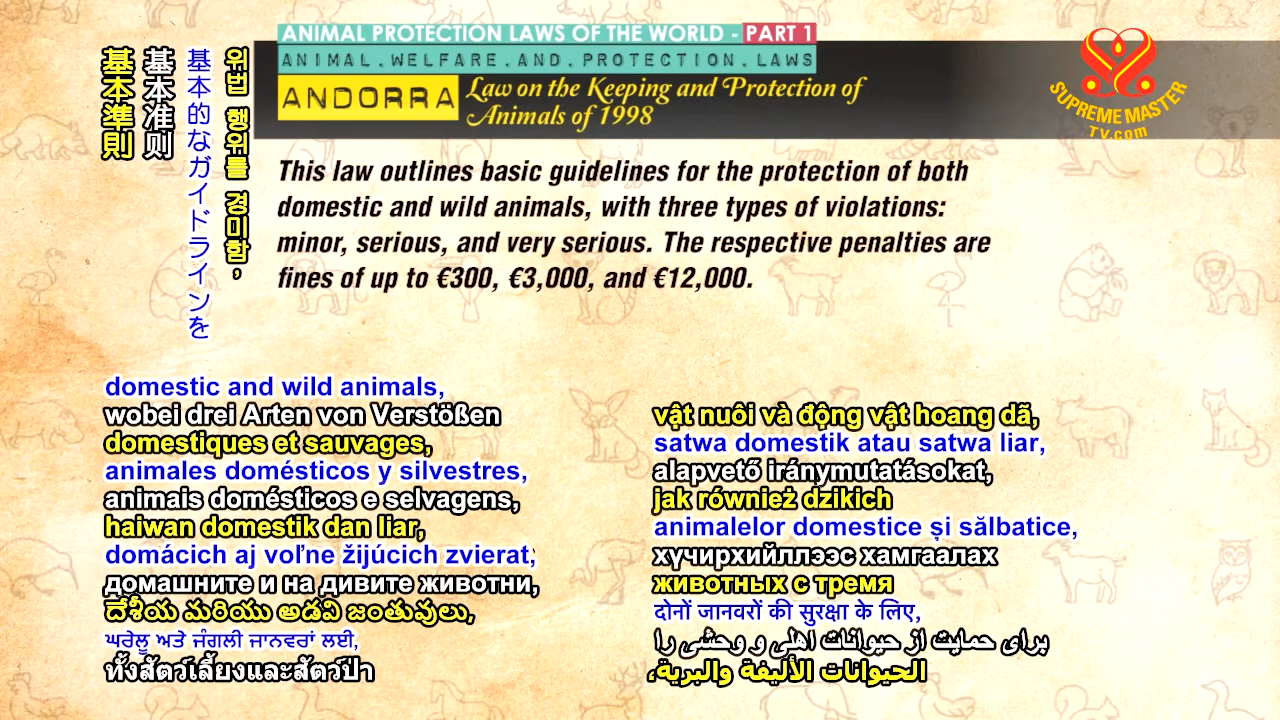 ANIMAL PROTECTION LAWS OF THE WORLD - PART 1
ANIMAL.WELFARE.AND.PROTECTION.LAWS
ANDORRA
Law on the Keeping and Protection of
Animals of 1998
SUPREME MASTER
TV.com
基本準則
基本准则
基本的なガイドラインを
위법 행위를 경미함,
This law outlines basic guidelines for the protection of both
domestic and wild animals, with three types of violations:
minor, serious, and very serious. The respective penalties are
fines of up to €300, €3,000, and €12,000.
domestic and wild animals,
wobei drei Arten von Verstößen
domestiques et sauvages,
animales domésticos y silvestres,
animais domésticos e selvagens,
haiwan domestik dan liar,
domácich aj voľne žijúcich zvierat,
домашните и на дивите животни,
దేశీయ మరియు అడవి జంతువులు,
ਘਰੇਲੂ ਅਤੇ ਜੰਗਲੀ ਜਾਨਵਰਾਂ ਲਈ,
ทั้งสัตว์เลี้ยงและสัตว์ป่า
vật nuôi và động vật hoang dã,
satwa domestik atau satwa liar,
alapvető iránymutatásokat,
jak również dzikich
animalelor domestice și sălbatice,
хүчирхийллээс хамгаалах
животных с тремя
दोनों जानवरों की सुरक्षा के लिए,
برای حمایت از حیوانات اهلی و وحشی را
الحيوانات الأليفة والبرية،